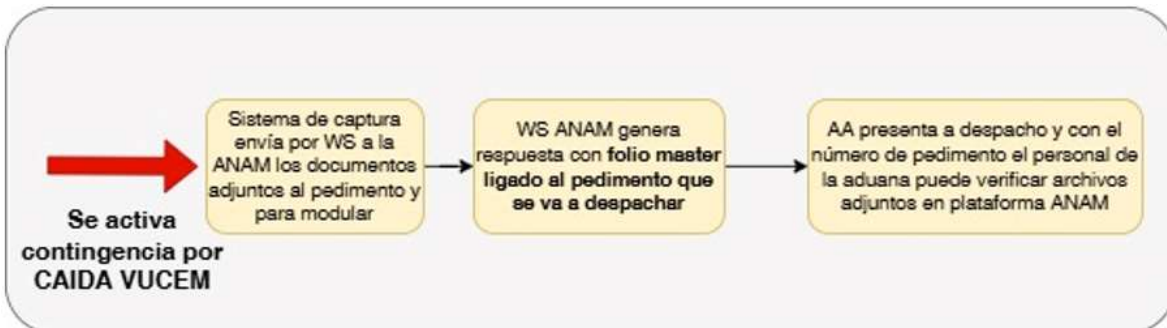 Se activa
contingencia por
CAIDA VUCEM
Sistema de captura
envía por WS a la
ANAM los documentos
adjuntos al pedimento y
para modular
WS ANAM genera
respuesta con folio master
ligado al pedimento que
se va a despachar
AA presenta a despacho y con el
número de pedimento el personal de
la aduana puede verificar archivos
adjuntos en plataforma ANAM